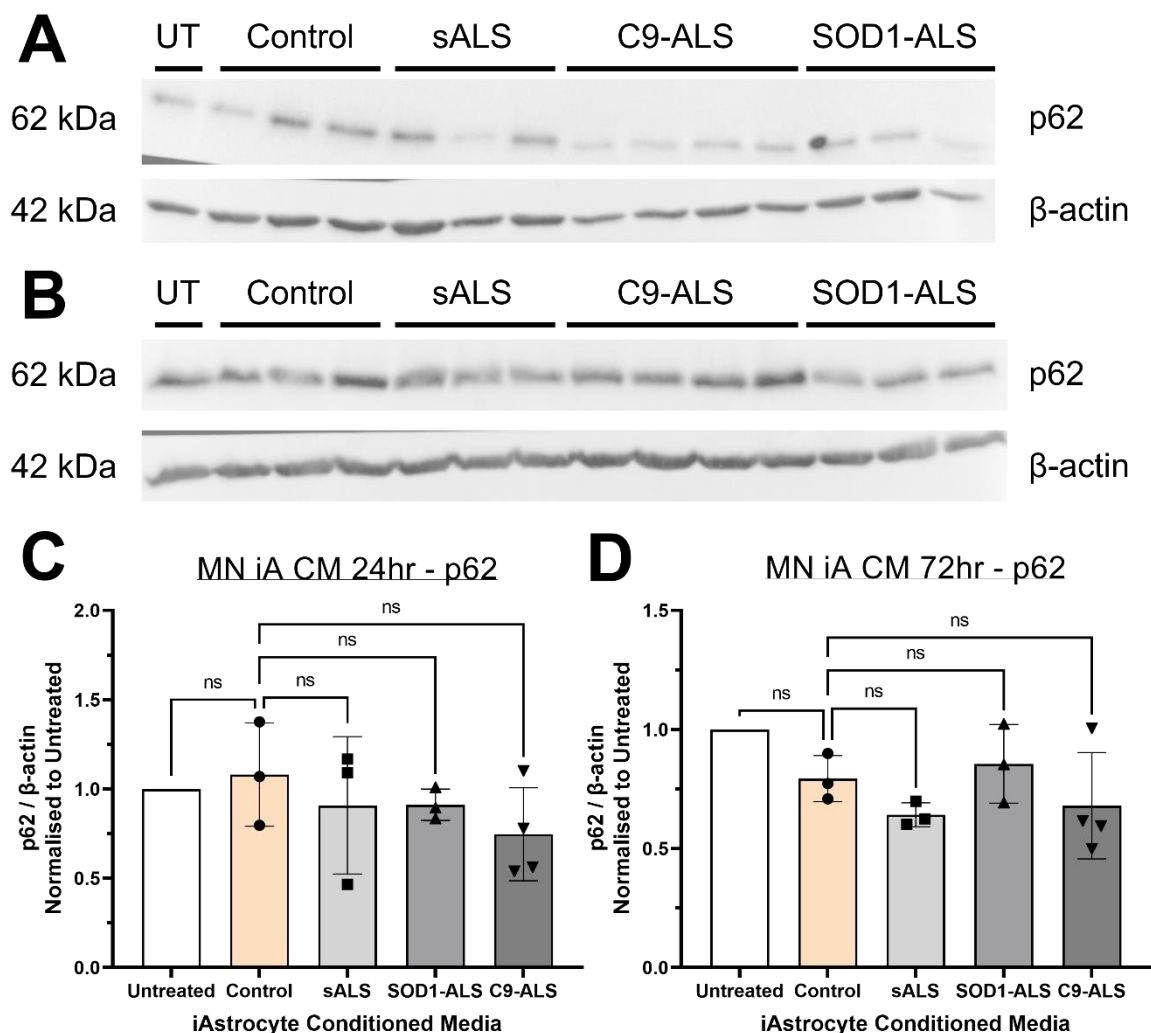 A
UT Control sALS C9-ALS SOD1-ALS
62 kDa p62
42 kDa β-actin
B
UT Control sALS C9-ALS SOD1-ALS
62 kDa p62
42 kDa β-actin
C
MN iA CM 24hr - p62
p62 / β-actin
Normalised to Untreated
2.0
1.5
1.0
0.5
0.0
ns
ns
ns
ns
Untreated Control sALS SOD1-ALS C9-ALS
iAstrocyte Conditioned Media
D
MN iA CM 72hr - p62
p62 / β-actin
Normalised to Untreated
1.5
1.0
0.5
0.0
ns
ns
ns
ns
Untreated Control sALS SOD1-ALS C9-ALS
iAstrocyte Conditioned Media